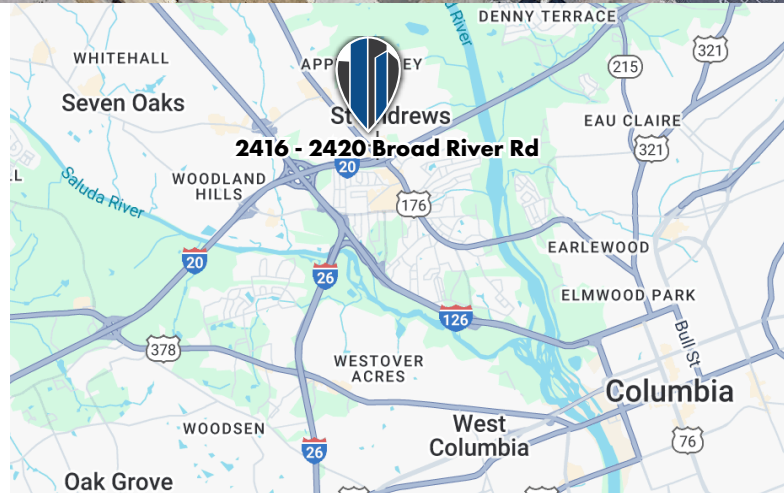 DENNY TERRACE
WHITEHALL
321
215
Seven Oaks
St
drews
EAU CLAIRE
321
2416 - 2420 Broad River Rd
20
WOODLAND
HILLS
Saluda River
176
EARLEWOOD
20
26
ELMWOOD PARK
126
Bull St
378
WESTOVER
ACRES
Columbia
WOODSEN
West
Columbia
76
26
Oak Grove